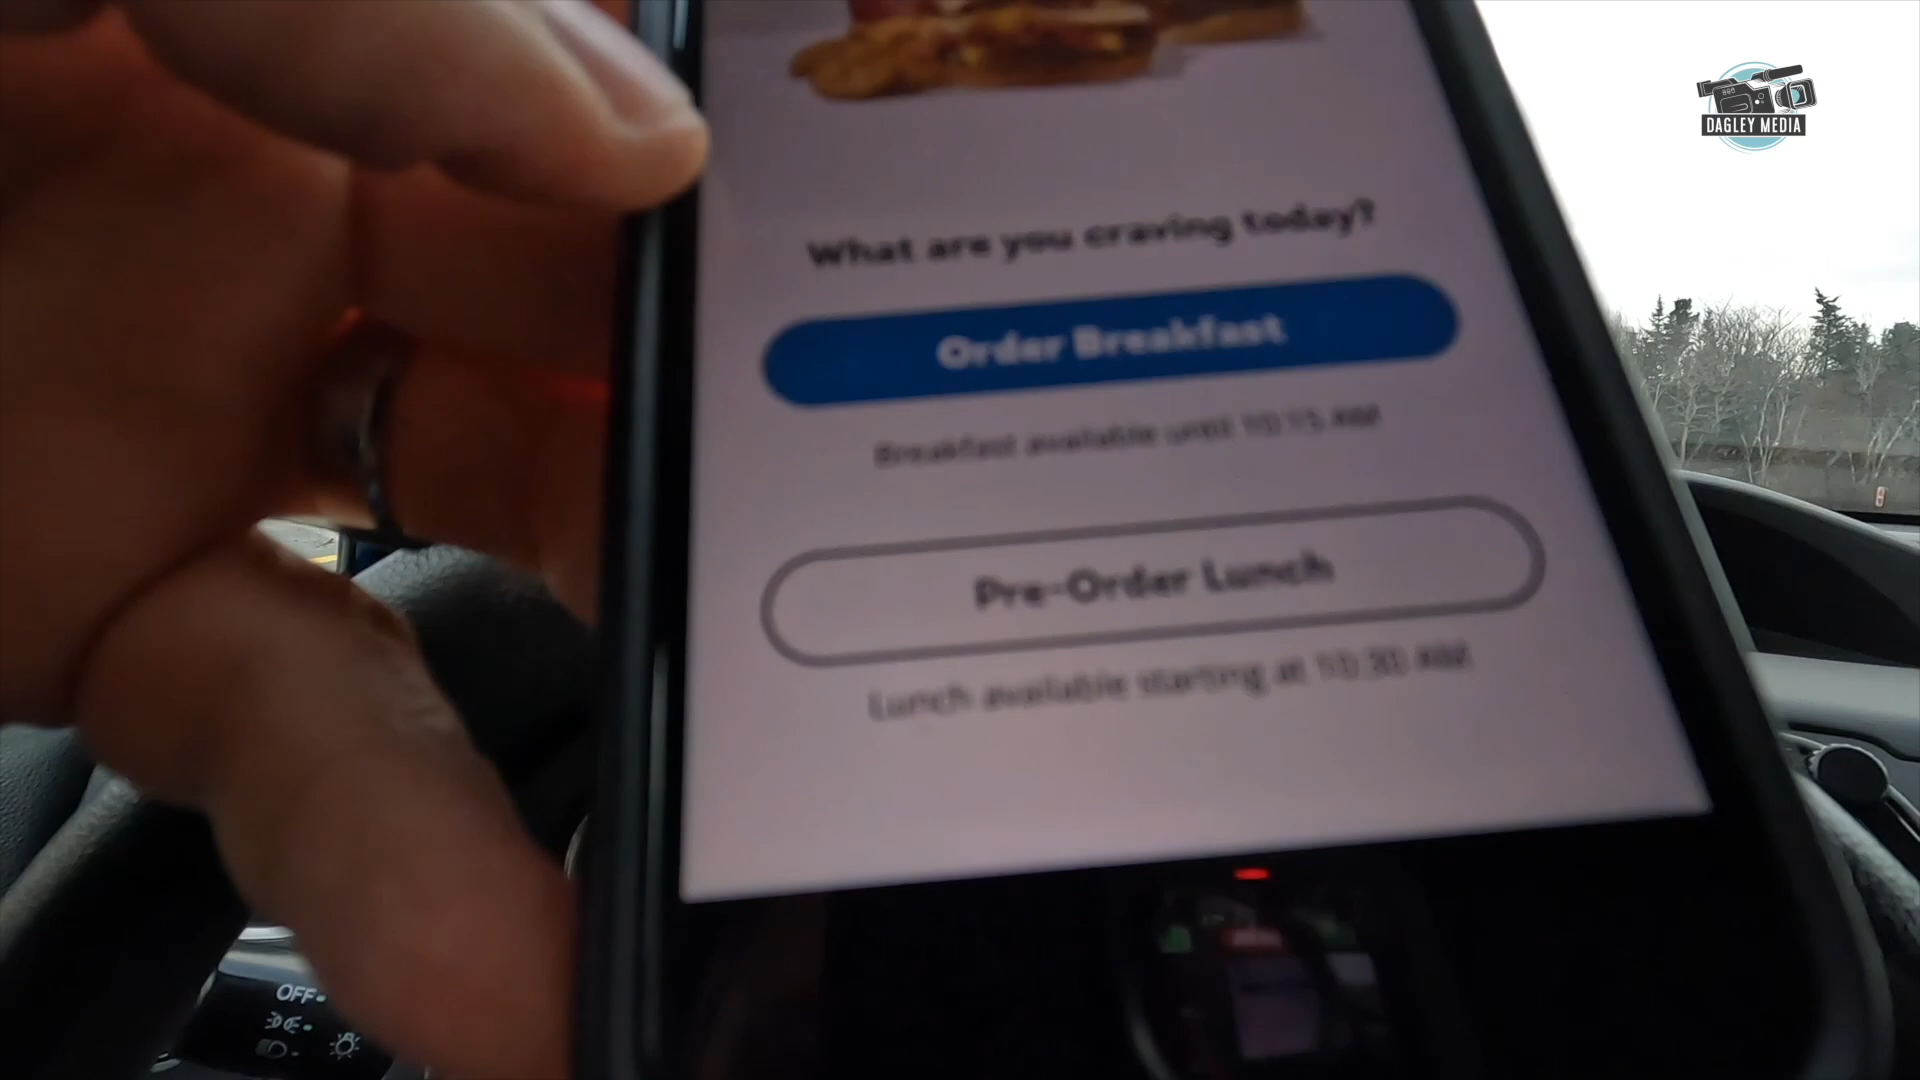 DAGLEY MEDIA
What are you craving today?
Order Breakfast
Breakfast available until 10:15 AM
Pre-Order Lunch
Lunch available starting at 10:30 AM
OFF